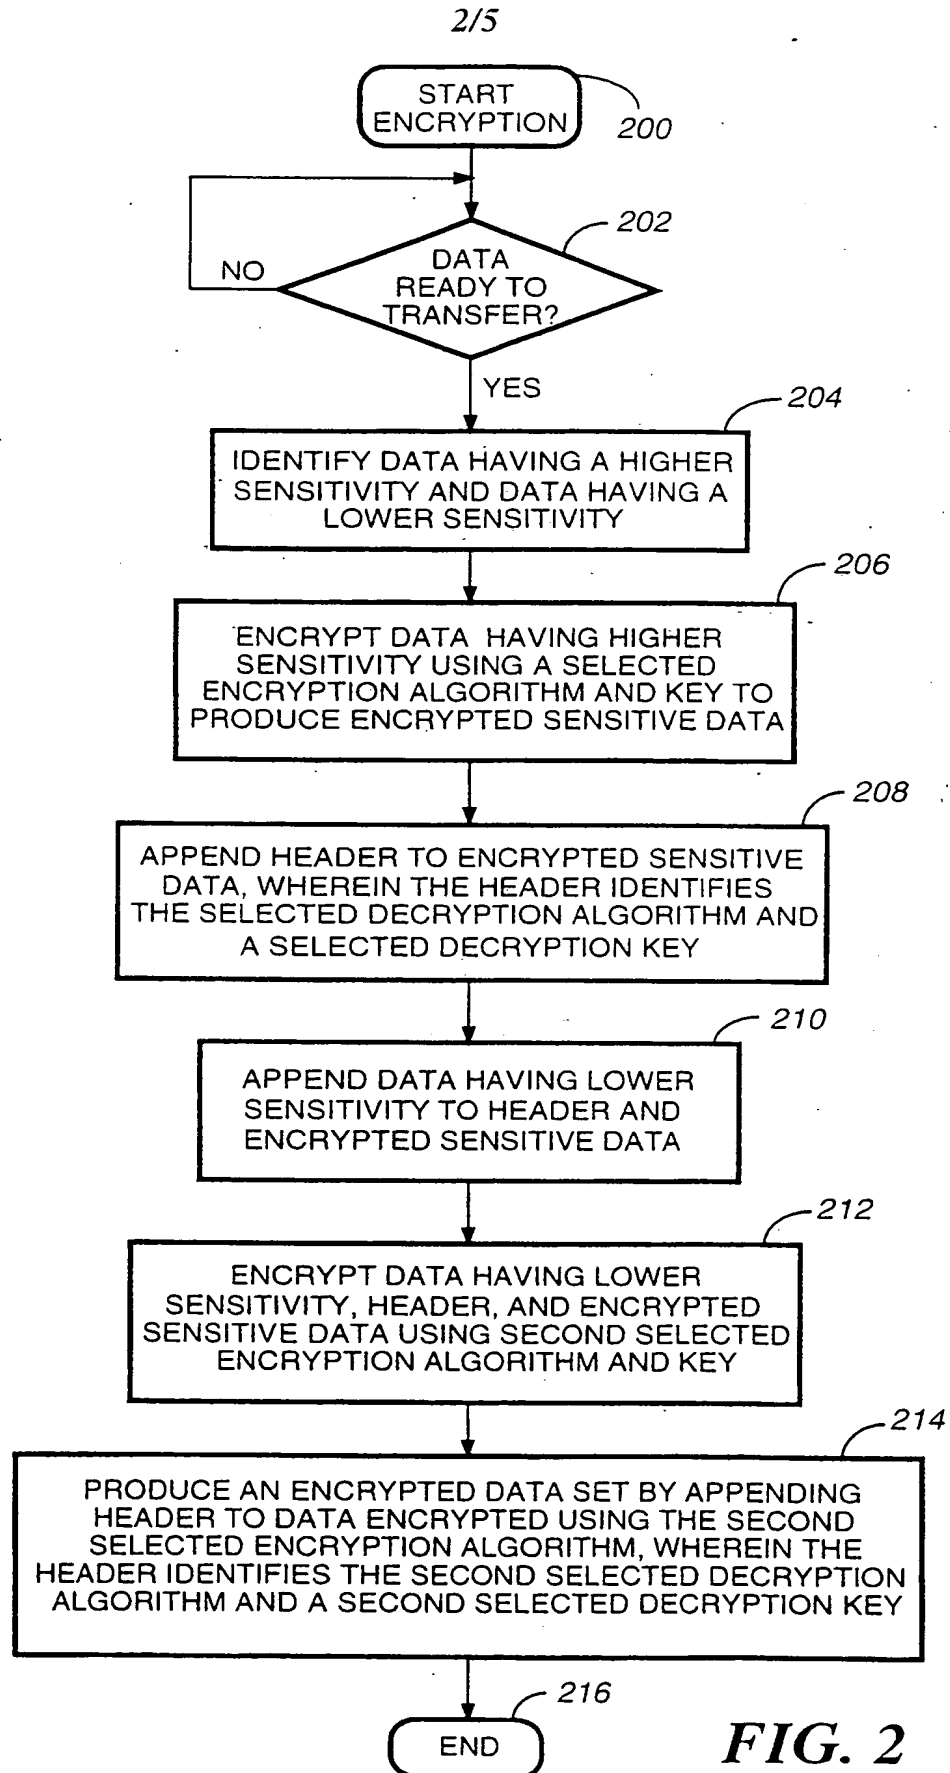 2/5
START
ENCRYPTION
200
202
DATA
READY TO
TRANSFER?
NO
YES
204
IDENTIFY DATA HAVING A HIGHER
SENSITIVITY AND DATA HAVING A
LOWER SENSITIVITY
206
ENCRYPT DATA HAVING HIGHER
SENSITIVITY USING A SELECTED
ENCRYPTION ALGORITHM AND KEY TO
PRODUCE ENCRYPTED SENSITIVE DATA
208
APPEND HEADER TO ENCRYPTED SENSITIVE
DATA, WHEREIN THE HEADER IDENTIFIES
THE SELECTED DECRYPTION ALGORITHM AND
A SELECTED DECRYPTION KEY
210
APPEND DATA HAVING LOWER
SENSITIVITY TO HEADER AND
ENCRYPTED SENSITIVE DATA
212
ENCRYPT DATA HAVING LOWER
SENSITIVITY, HEADER, AND ENCRYPTED
SENSITIVE DATA USING SECOND SELECTED
ENCRYPTION ALGORITHM AND KEY
214
PRODUCE AN ENCRYPTED DATA SET BY APPENDING
HEADER TO DATA ENCRYPTED USING THE SECOND
SELECTED ENCRYPTION ALGORITHM, WHEREIN THE
HEADER IDENTIFIES THE SECOND SELECTED DECRYPTION
ALGORITHM AND A SECOND SELECTED DECRYPTION KEY
216
END
FIG. 2